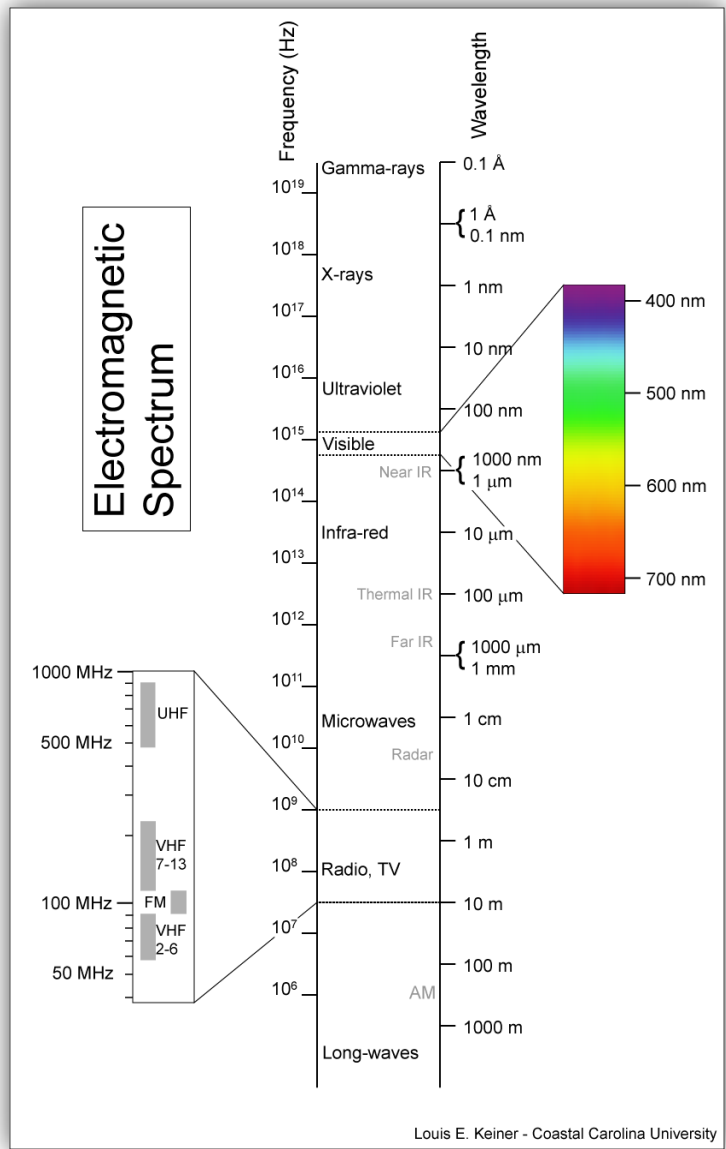 Electromagnetic
Spectrum
Frequency (Hz)
Wavelength
Gamma-rays
X-rays
Ultraviolet
Visible
Near IR
Infra-red
Thermal IR
Far IR
Microwaves
Radar
Radio, TV
AM
Long-waves
10¹⁹
10¹⁸
10¹⁷
10¹⁶
10¹⁵
10¹⁴
10¹³
10¹²
10¹¹
10¹⁰
10⁹
10⁸
10⁷
10⁶
0.1 Å
1 Å
0.1 nm
1 nm
10 nm
100 nm
1000 nm
1 μm
10 μm
100 μm
1000 μm
1 mm
1 cm
10 cm
1 m
10 m
100 m
1000 m
400 nm
500 nm
600 nm
700 nm
1000 MHz
500 MHz
100 MHz
50 MHz
UHF
VHF
7-13
FM
VHF
2-6
Louis E. Keiner - Coastal Carolina University